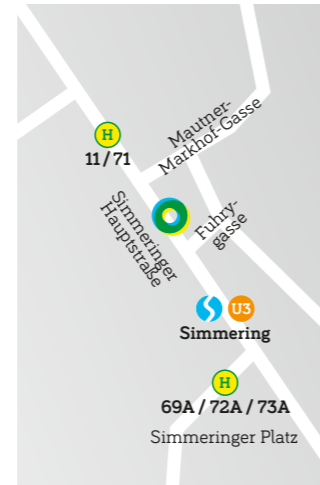 H
11 / 71
Mautner-
Markhof-Gasse
Simmeringer
Hauptstraße
Fuhry-
gasse
U3
Simmering
H
69A / 72A / 73A
Simmeringer Platz